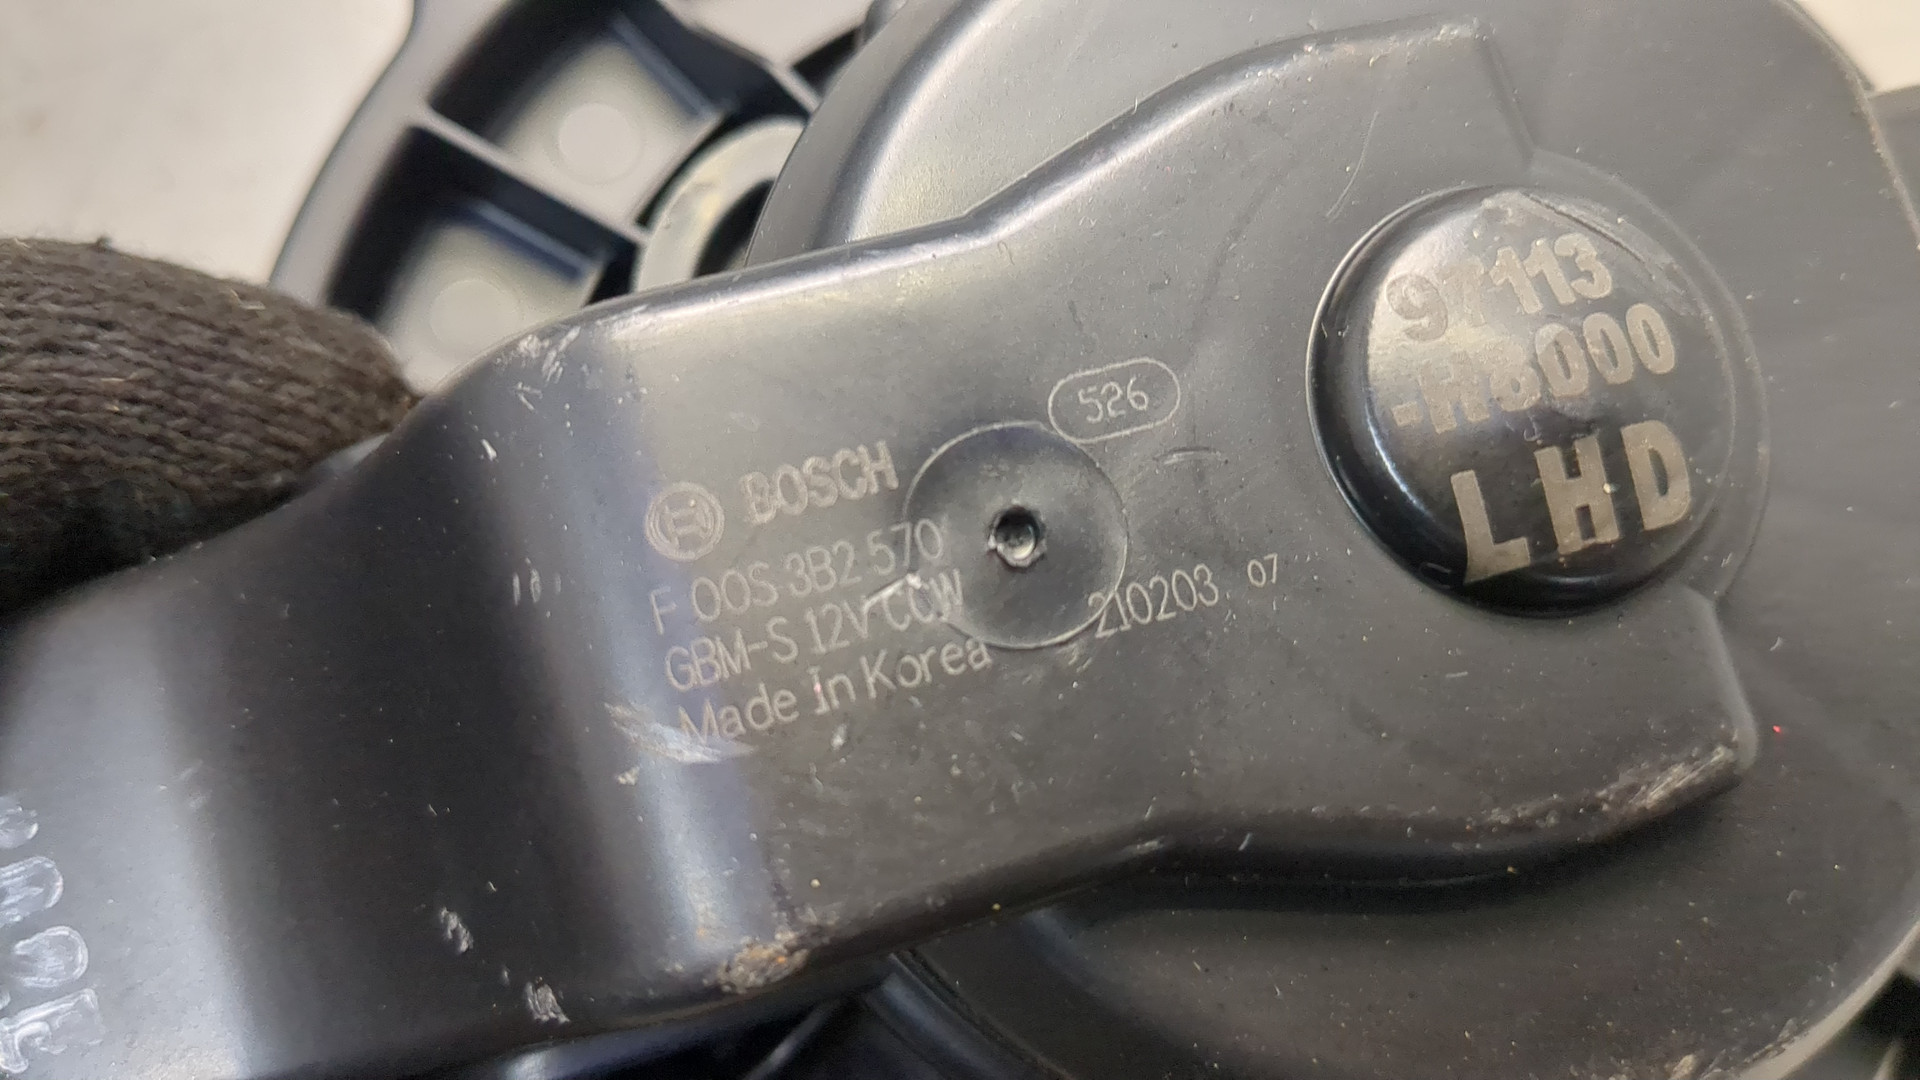 97113
-H8000
LHD
526
BOSCH
F 00S 3B2 570
GBM-S 12V CCW
Made In Korea
210203 07